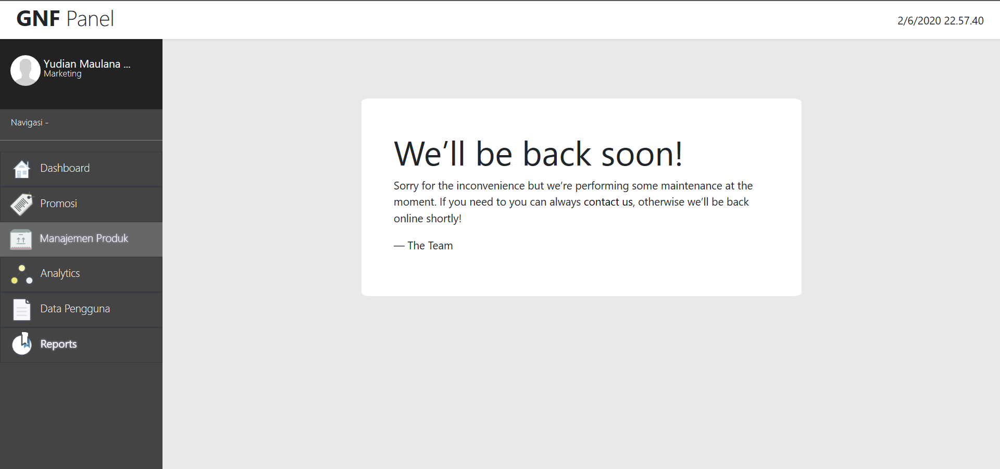 GNF Panel
2/6/2020 22.57.40
Yudian Maulana ...
Marketing
Navigasi -
Dashboard
Promosi
Manajemen Produk
Analytics
Data Pengguna
Reports
We’ll be back soon!
Sorry for the inconvenience but we’re performing some maintenance at the
moment. If you need to you can always contact us, otherwise we’ll be back
online shortly!
— The Team